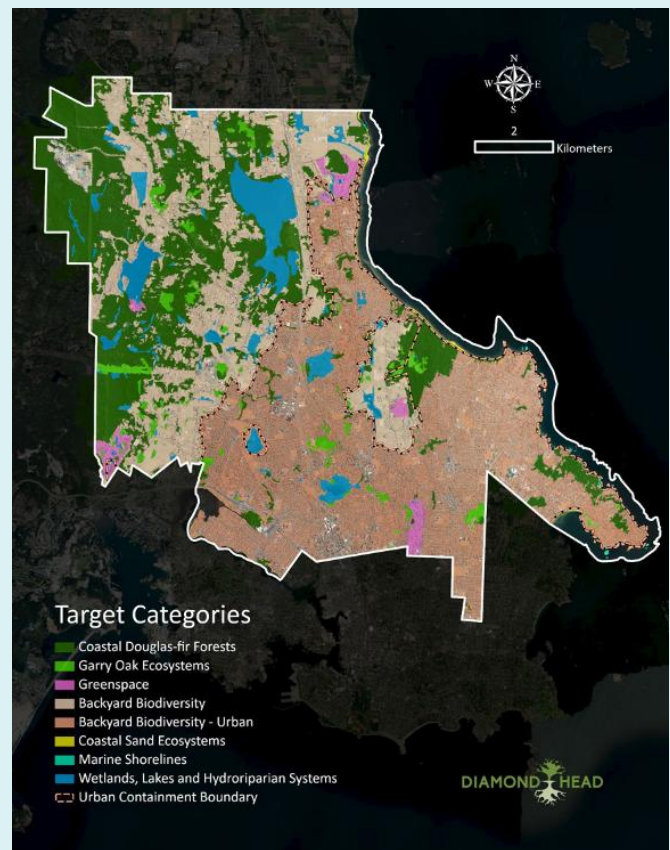 N
W E
S
2
Kilometers
Target Categories
Coastal Douglas-fir Forests
Garry Oak Ecosystems
Greenspace
Backyard Biodiversity
Backyard Biodiversity - Urban
Coastal Sand Ecosystems
Marine Shorelines
Wetlands, Lakes and Hydroriparian Systems
Urban Containment Boundary
DIAMOND HEAD